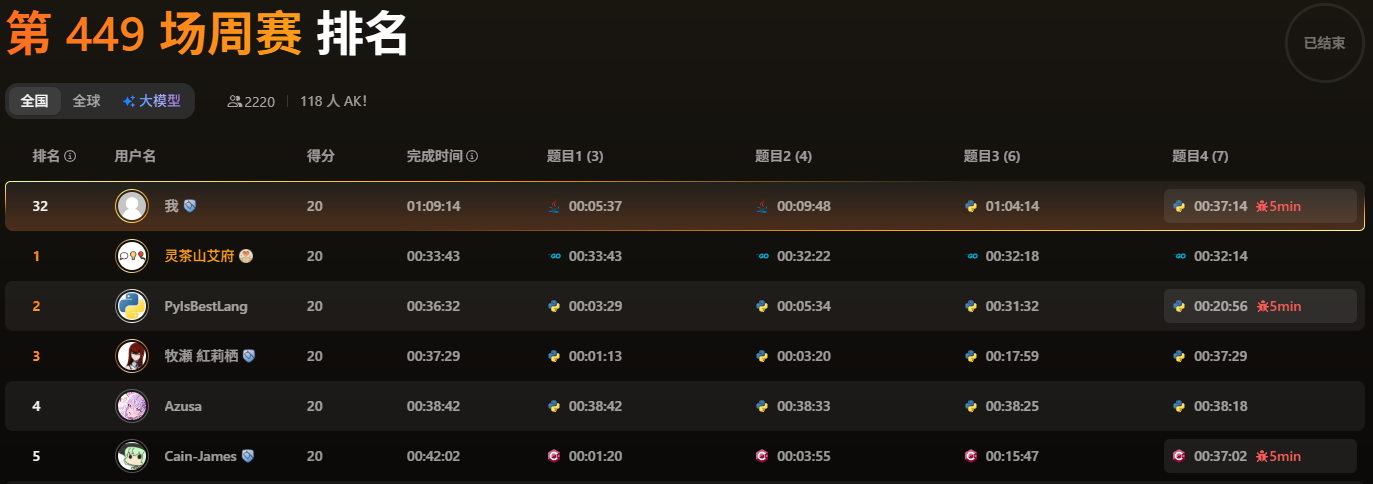 第 449 场周赛 排名
已结束
全国 全球 大模型 2220 118 人 AK!
排名 用户名 得分 完成时间 题目1 (3) 题目2 (4) 题目3 (6) 题目4 (7)
32 我 20 01:09:14 00:05:37 00:09:48 01:04:14 00:37:14 5min
1 灵茶山艾府 20 00:33:43 00:33:43 00:32:22 00:32:18 00:32:14
2 PyIsBestLang 20 00:36:32 00:03:29 00:05:34 00:31:32 00:20:56 5min
3 牧瀬 紅莉栖 20 00:37:29 00:01:13 00:03:20 00:17:59 00:37:29
4 Azusa 20 00:38:42 00:38:42 00:38:33 00:38:25 00:38:18
5 Cain-James 20 00:42:02 00:01:20 00:03:55 00:15:47 00:37:02 5min